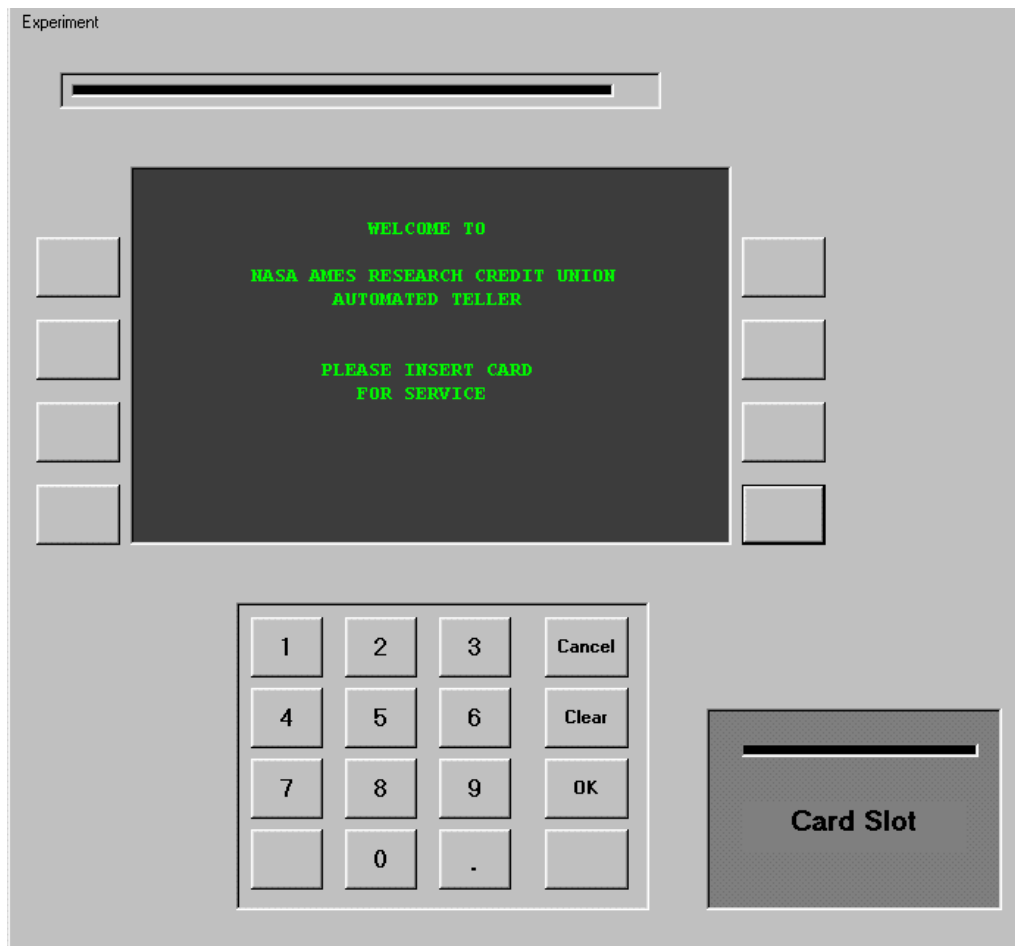 Experiment
WELCOME TO
NASA AMES RESEARCH CREDIT UNION
AUTOMATED TELLER
PLEASE INSERT CARD
FOR SERVICE
1 2 3 Cancel
4 5 6 Clear
7 8 9 OK
0 .
Card Slot